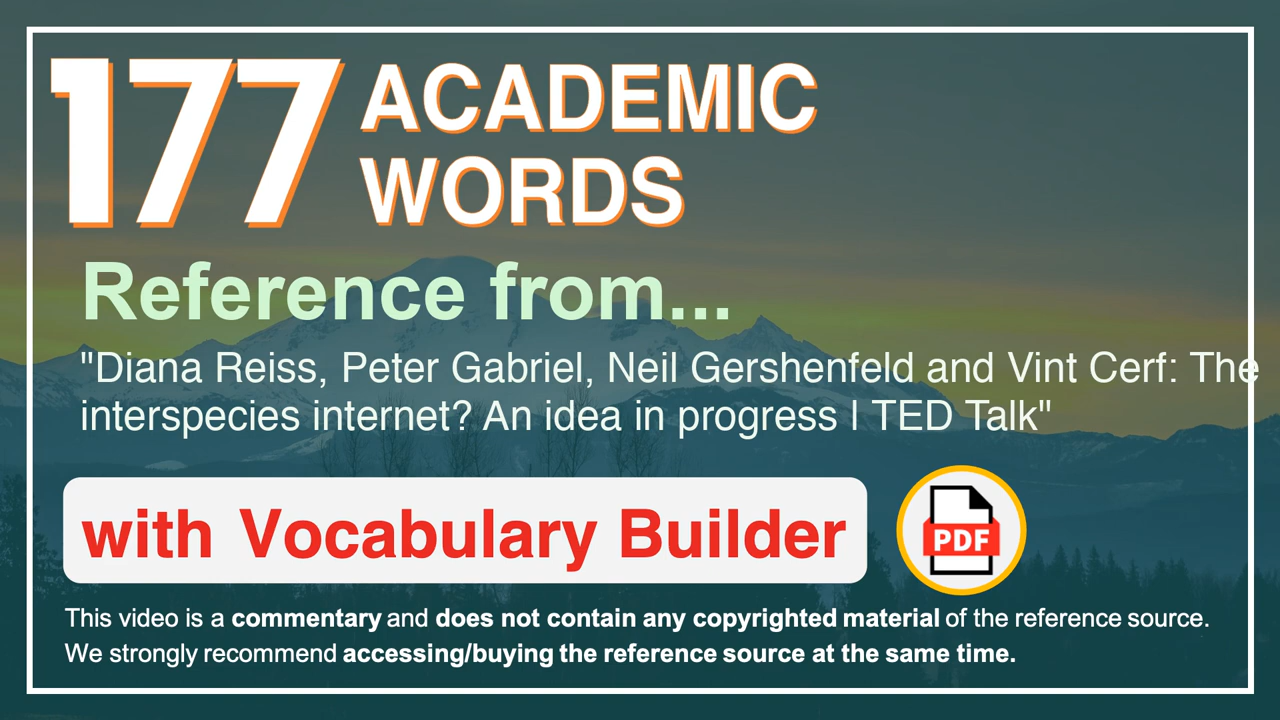 177 ACADEMIC
WORDS
Reference from...
"Diana Reiss, Peter Gabriel, Neil Gershenfeld and Vint Cerf: The
interspecies internet? An idea in progress I TED Talk"
with Vocabulary Builder
PDF
This video is a commentary and does not contain any copyrighted material of the reference source.
We strongly recommend accessing/buying the reference source at the same time.